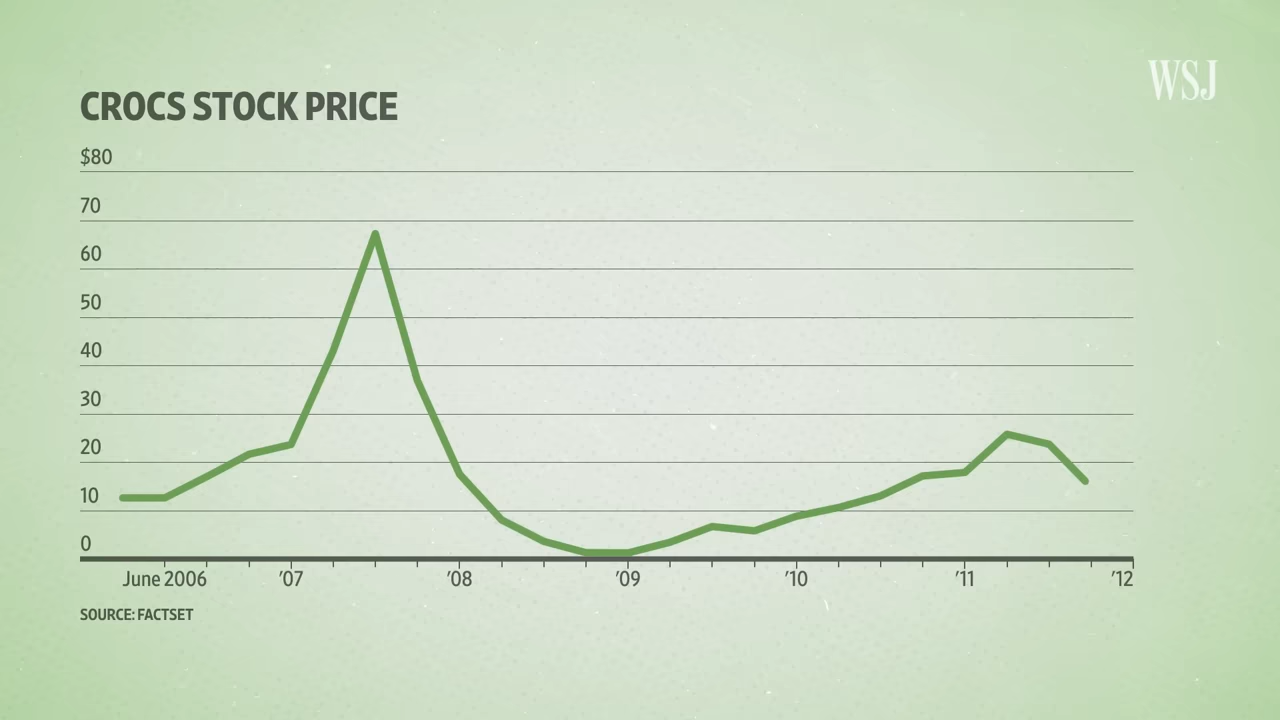 WSJ
CROCS STOCK PRICE
$80
70
60
50
40
30
20
10
0
June 2006 ’07 ’08 ’09 ’10 ’11 ’12
SOURCE: FACTSET